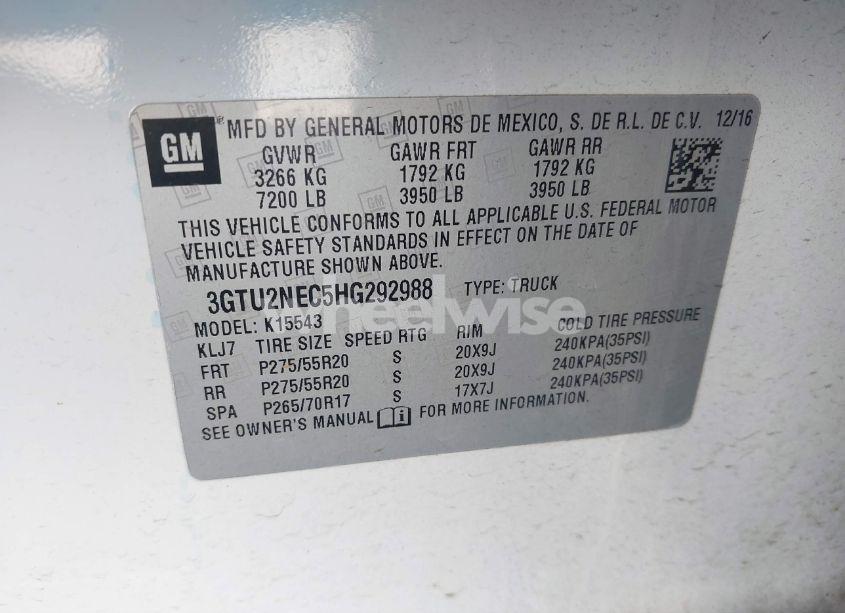 GM® MFD BY GENERAL MOTORS DE MEXICO, S. DE R.L. DE C.V. 12/16
GVWR GAWR FRT GAWR RR
3266 KG 1792 KG 1792 KG
7200 LB 3950 LB 3950 LB
THIS VEHICLE CONFORMS TO ALL APPLICABLE U.S. FEDERAL MOTOR
VEHICLE SAFETY STANDARDS IN EFFECT ON THE DATE OF
MANUFACTURE SHOWN ABOVE.
3GTU2NEC5HG292988 TYPE: TRUCK
wheelwise
MODEL: K15543
KLJ7 TIRE SIZE SPEED RTG RIM COLD TIRE PRESSURE
FRT P275/55R20 S 20X9J 240KPA(35PSI)
RR P275/55R20 S 20X9J 240KPA(35PSI)
SPA P265/70R17 S 17X7J 240KPA(35PSI)
SEE OWNER'S MANUAL i FOR MORE INFORMATION.